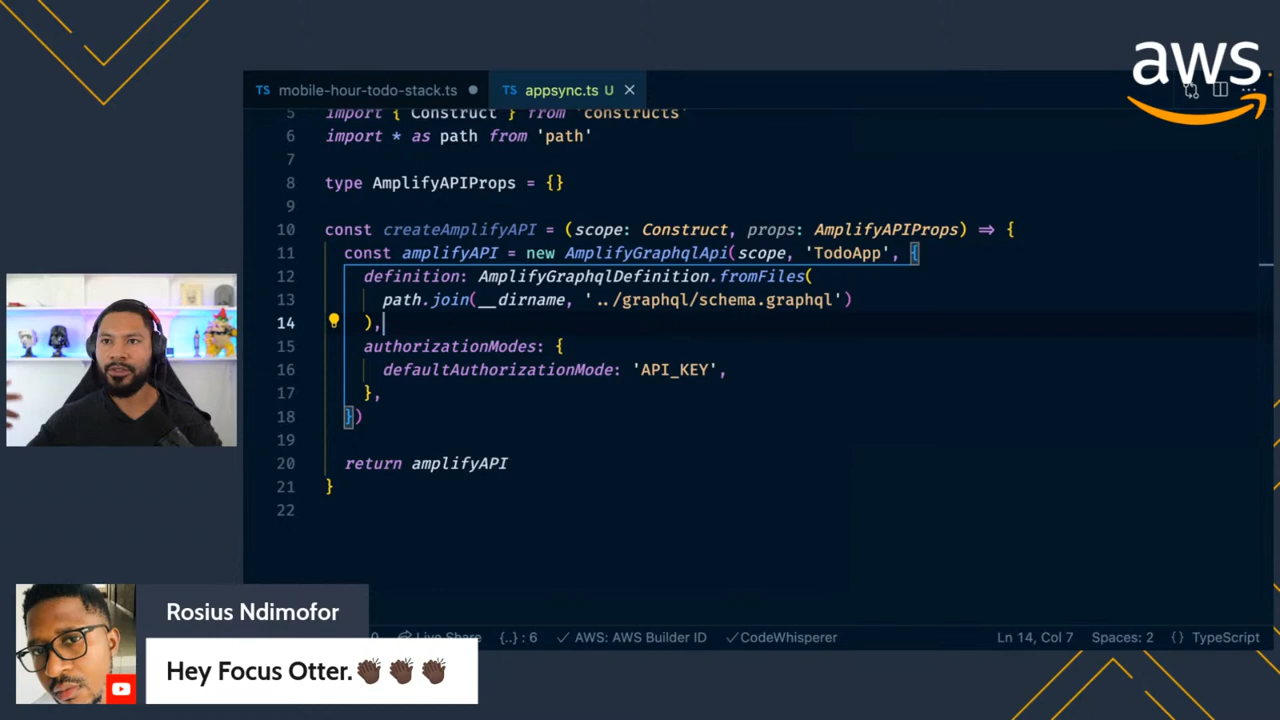 aws
TS mobile-hour-todo-stack.ts
TS appsync.ts U
5 import { Construct } from 'constructs'
6 import * as path from 'path'
7
8 type AmplifyAPIProps = {}
9
10 const createAmplifyAPI = (scope: Construct, props: AmplifyAPIProps) => {
11 const amplifyAPI = new AmplifyGraphqlApi(scope, 'TodoApp', {
12 definition: AmplifyGraphqlDefinition.fromFiles(
13 path.join(__dirname, '../graphql/schema.graphql')
14 ),
15 authorizationModes: {
16 defaultAuthorizationMode: 'API_KEY',
17 },
18 })
19
20 return amplifyAPI
21 }
22
0 Live Share {..} : 6 AWS: AWS Builder ID CodeWhisperer Ln 14, Col 7 Spaces: 2 {} TypeScript
Rosius Ndimofor
Hey Focus Otter.👏🏿👏🏿👏🏿